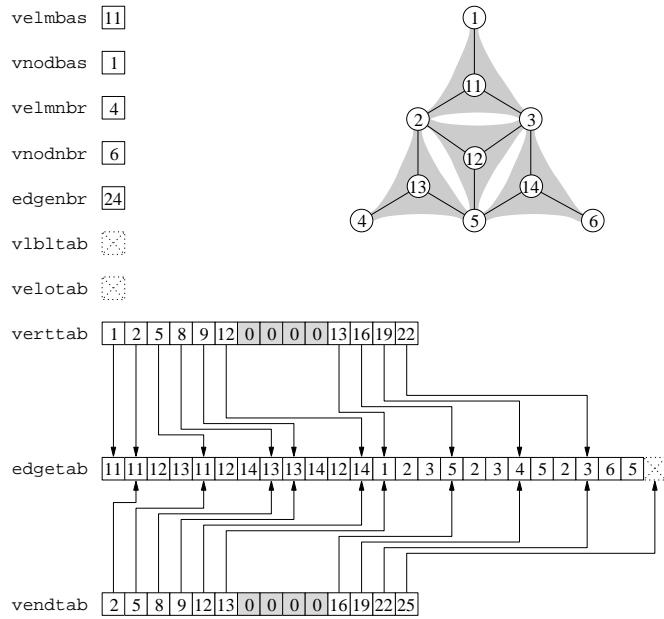 velmbas 11
vnodbas 1
velmnbr 4
vnodnbr 6
edgenbr 24
vlbltab
velotab
1
11
2 3
12
13 14
4 5 6
verttab 1 2 5 8 9 12 0 0 0 0 13 16 19 22
edgetab 11 11 12 13 11 12 14 13 13 14 12 14 1 2 3 5 2 3 4 5 2 3 6 5
vendtab 2 5 8 9 12 13 0 0 0 0 16 19 22 25